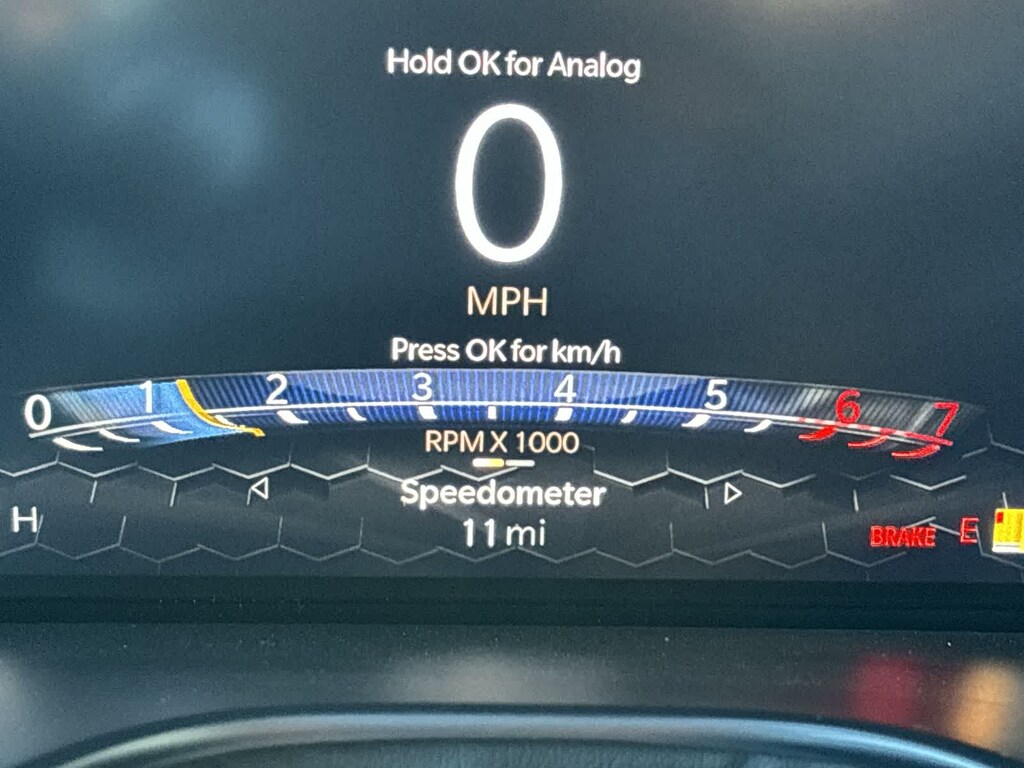 Hold OK for Analog
0
MPH
Press OK for km/h
0 1 2 3 4 5 6 7
RPM X 1000
Speedometer
H 11 mi BRAKE E